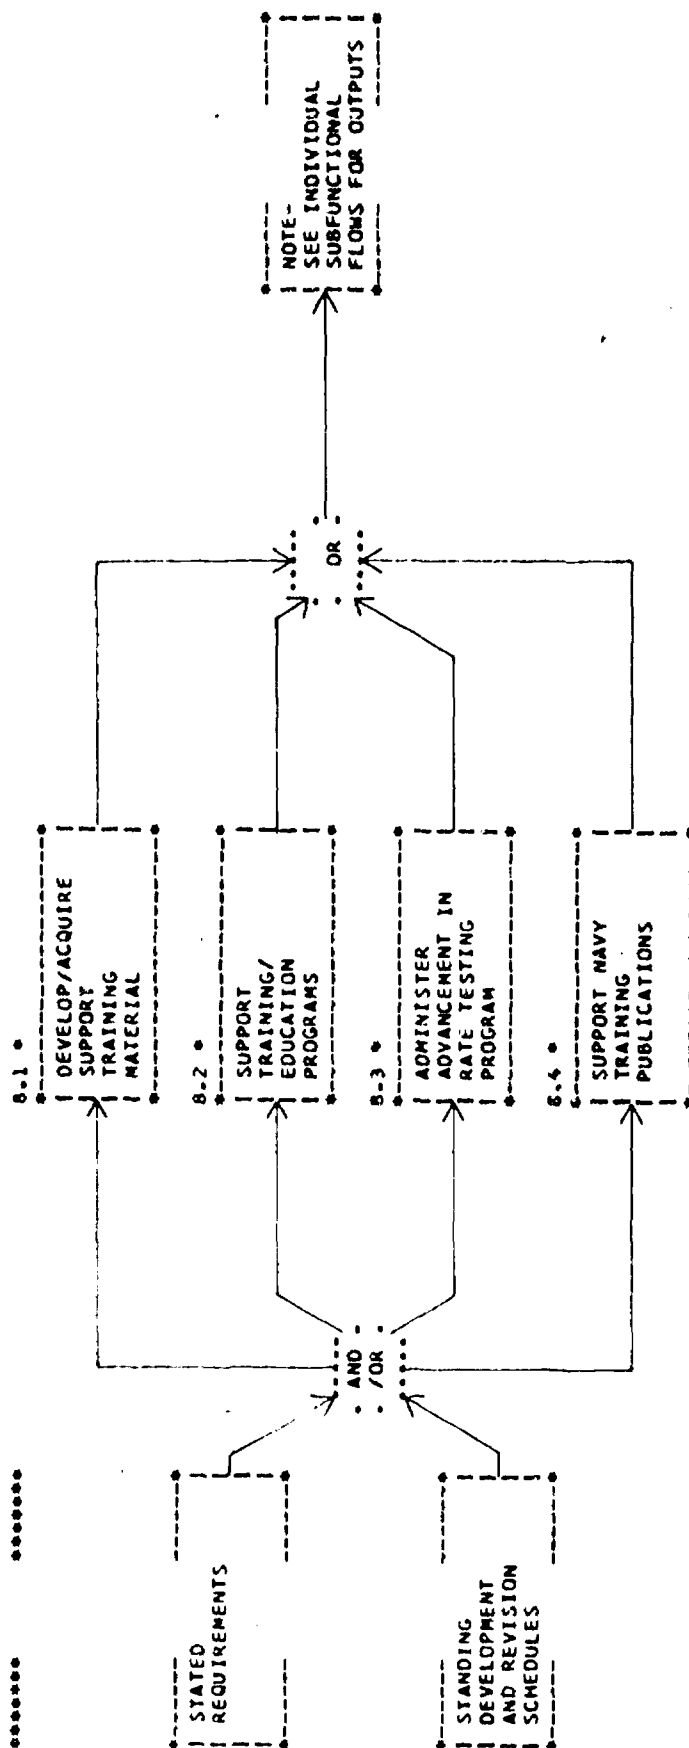 STATED
REQUIREMENTS
STANDING
DEVELOPMENT
AND REVISION
SCHEDULES
AND
/OR
8.1 *
DEVELOP/ACQUIRE
SUPPORT
TRAINING
MATERIAL
8.2 *
SUPPORT
TRAINING/
EDUCATION
PROGRAMS
8.3 *
ADMINISTER
ADVANCEMENT IN
RATE TESTING
PROGRAM
8.4 *
SUPPORT NAVY
TRAINING
PUBLICATIONS
OR
NOTE-
SEE INDIVIDUAL
SUBFUNCTIONAL
FLOWS FOR OUTPUTS